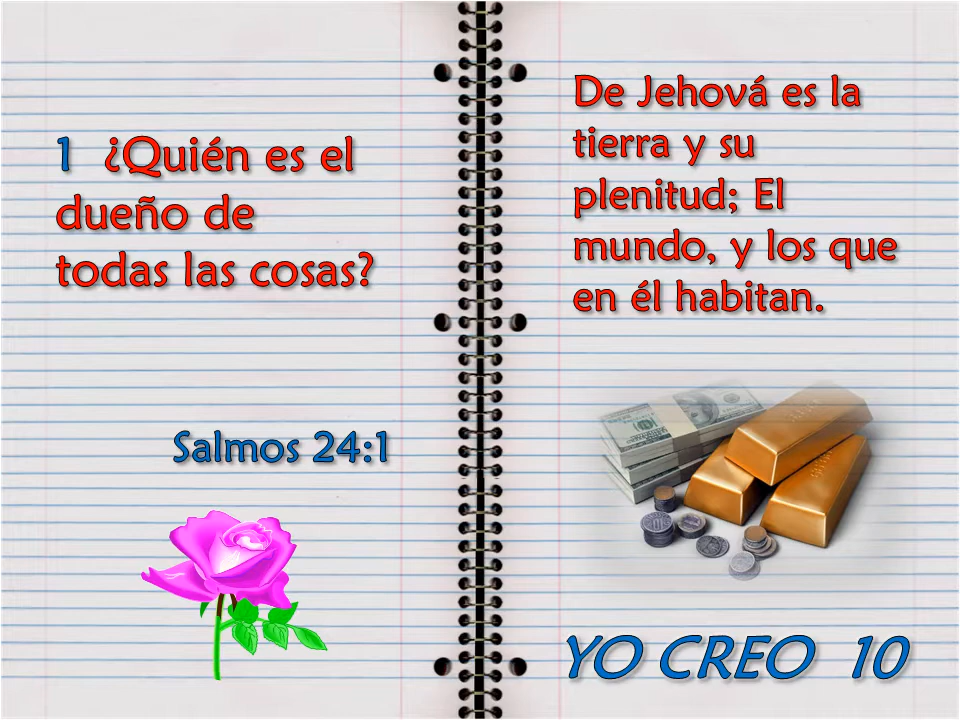 1 ¿Quién es el
dueño de
todas las cosas?
Salmos 24:1
De Jehová es la
tierra y su
plenitud; El
mundo, y los que
en él habitan.
YO CREO 10